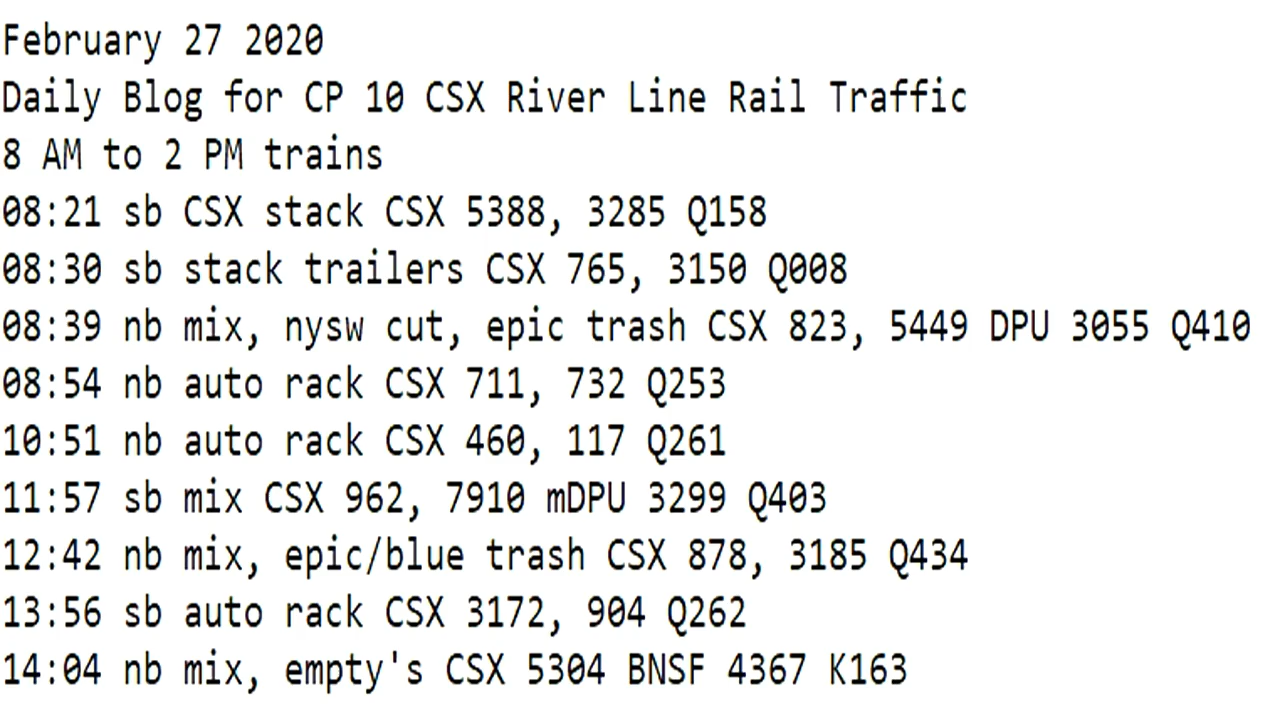 February 27 2020
Daily Blog for CP 10 CSX River Line Rail Traffic
8 AM to 2 PM trains
08:21 sb CSX stack CSX 5388, 3285 Q158
08:30 sb stack trailers CSX 765, 3150 Q008
08:39 nb mix, nysw cut, epic trash CSX 823, 5449 DPU 3055 Q410
08:54 nb auto rack CSX 711, 732 Q253
10:51 nb auto rack CSX 460, 117 Q261
11:57 sb mix CSX 962, 7910 mDPU 3299 Q403
12:42 nb mix, epic/blue trash CSX 878, 3185 Q434
13:56 sb auto rack CSX 3172, 904 Q262
14:04 nb mix, empty's CSX 5304 BNSF 4367 K163